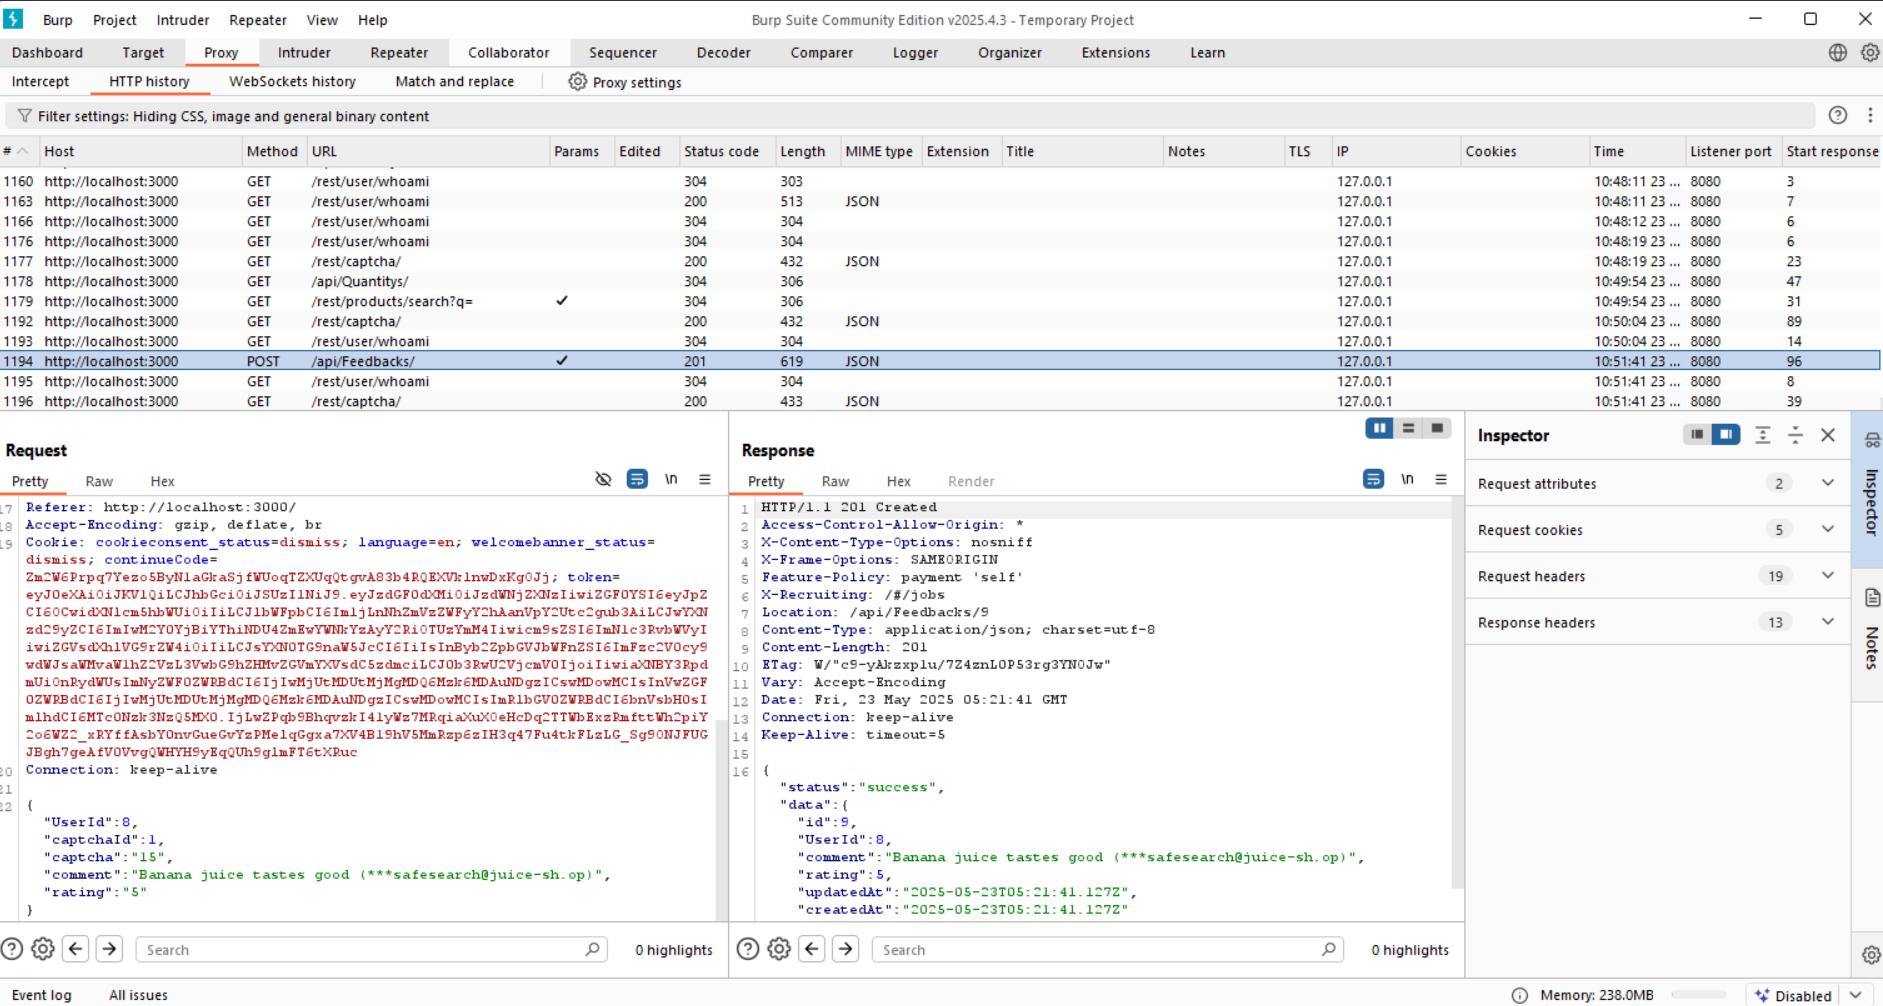 Burp Project Intruder Repeater View Help Burp Suite Community Edition v2025.4.3 - Temporary Project
Dashboard Target Proxy Intruder Repeater Collaborator Sequencer Decoder Comparer Logger Organizer Extensions Learn
Intercept HTTP history WebSockets history Match and replace Proxy settings
Filter settings: Hiding CSS, image and general binary content
# Host Method URL Params Edited Status code Length MIME type Extension Title Notes TLS IP Cookies Time Listener port Start response
1160 http://localhost:3000 GET /rest/user/whoami 304 303 127.0.0.1 10:48:11 23 ... 8080 3
1163 http://localhost:3000 GET /rest/user/whoami 200 513 JSON 127.0.0.1 10:48:11 23 ... 8080 7
1166 http://localhost:3000 GET /rest/user/whoami 304 304 127.0.0.1 10:48:12 23 ... 8080 6
1176 http://localhost:3000 GET /rest/user/whoami 304 304 127.0.0.1 10:48:19 23 ... 8080 6
1177 http://localhost:3000 GET /rest/captcha/ 200 432 JSON 127.0.0.1 10:48:19 23 ... 8080 23
1178 http://localhost:3000 GET /api/Quantitys/ 304 306 127.0.0.1 10:49:54 23 ... 8080 47
1179 http://localhost:3000 GET /rest/products/search?q= ✓ 304 306 127.0.0.1 10:49:54 23 ... 8080 31
1192 http://localhost:3000 GET /rest/captcha/ 200 432 JSON 127.0.0.1 10:50:04 23 ... 8080 89
1193 http://localhost:3000 GET /rest/user/whoami 304 304 127.0.0.1 10:50:04 23 ... 8080 14
1194 http://localhost:3000 POST /api/Feedbacks/ ✓ 201 619 JSON 127.0.0.1 10:51:41 23 ... 8080 96
1195 http://localhost:3000 GET /rest/user/whoami 304 304 127.0.0.1 10:51:41 23 ... 8080 8
1196 http://localhost:3000 GET /rest/captcha/ 200 433 JSON 127.0.0.1 10:51:41 23 ... 8080 39
Request
Pretty Raw Hex \n
Referer: http://localhost:3000/
Accept-Encoding: gzip, deflate, br
Cookie: cookieconsent_status=dismiss; language=en; welcomebanner_status=
dismiss; continueCode=
token=
Connection: keep-alive
{
"UserId":8,
"captchaId":1,
"captcha":"15",
"comment":"Banana juice tastes good (***safesearch@juice-sh.op)",
"rating":"5"
}
Search 0 highlights
Response
Pretty Raw Hex Render \n
1 HTTP/1.1 201 Created
2 Access-Control-Allow-Origin: *
3 X-Content-Type-Options: nosniff
4 X-Frame-Options: SAMEORIGIN
5 Feature-Policy: payment 'self'
6 X-Recruiting: /#/jobs
7 Location: /api/Feedbacks/9
8 Content-Type: application/json; charset=utf-8
9 Content-Length: 201
10 ETag:
11 Vary: Accept-Encoding
12 Date: Fri, 23 May 2025 05:21:41 GMT
13 Connection: keep-alive
14 Keep-Alive: timeout=5
15
16 {
"status":"success",
"data":{
"id":9,
"UserId":8,
"comment":"Banana juice tastes good (***safesearch@juice-sh.op)",
"rating":5,
"updatedAt":"2025-05-23T05:21:41.127Z",
"createdAt":"2025-05-23T05:21:41.127Z"
Search 0 highlights
Inspector
Request attributes 2
Request cookies 5
Request headers 19
Response headers 13
Inspector
Notes
Event log All issues Memory: 238.0MB Disabled